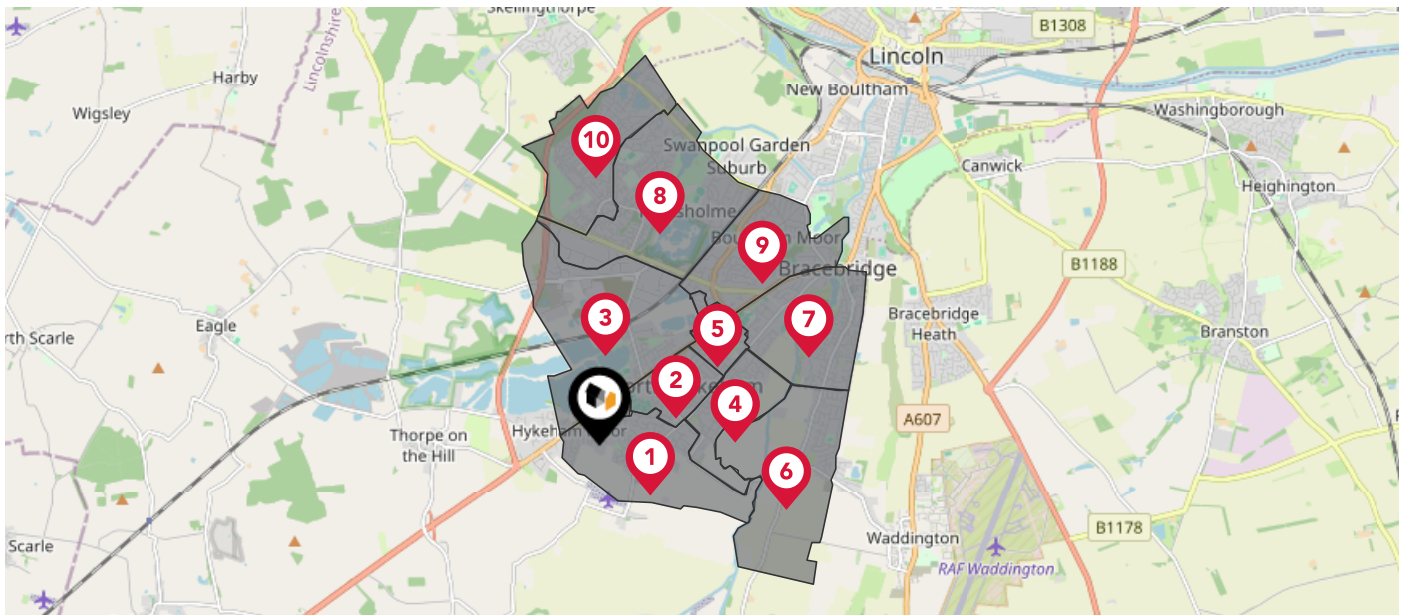 Skellingthorpe
B1308
Lincolnshire
Lincoln
Harby
New Boultham
Wigsley
Washingborough
10
Swanpool Garden
Suburb
Canwick
8
Heighington
9
Bracebridge
B1188
3
7
5
Bracebridge
Heath
Eagle
rth Scarle
Branston
2
4
A607
Thorpe on
the Hill
1
6
B1178
Waddington
Scarle
RAF Waddington